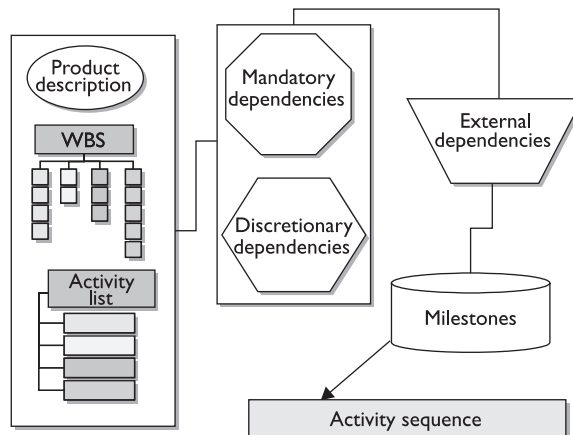 Product
description
WBS
Activity
list
Mandatory
dependencies
Discretionary
dependencies
External
dependencies
Milestones
Activity sequence